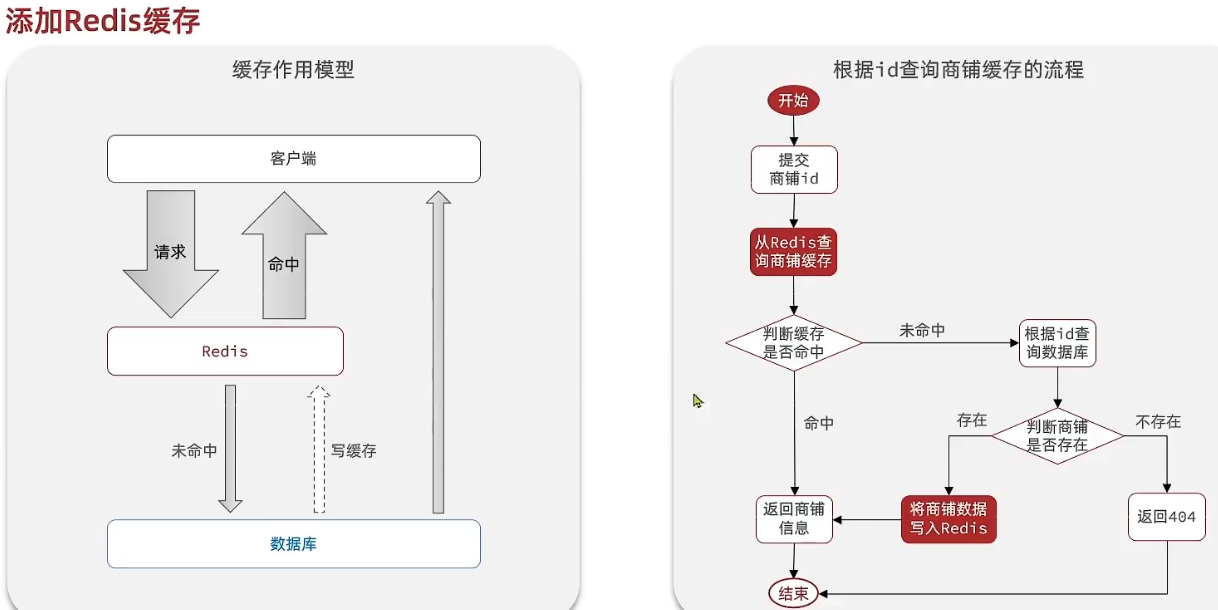 添加Redis缓存
缓存作用模型
客户端
请求
命中
Redis
未命中
写缓存
数据库
根据id查询商铺缓存的流程
开始
提交
商铺id
从Redis查
询商铺缓存
判断缓存
是否命中
未命中
根据id查
询数据库
命中
存在
判断商铺
是否存在
不存在
返回商铺
信息
将商铺数据
写入Redis
返回404
结束